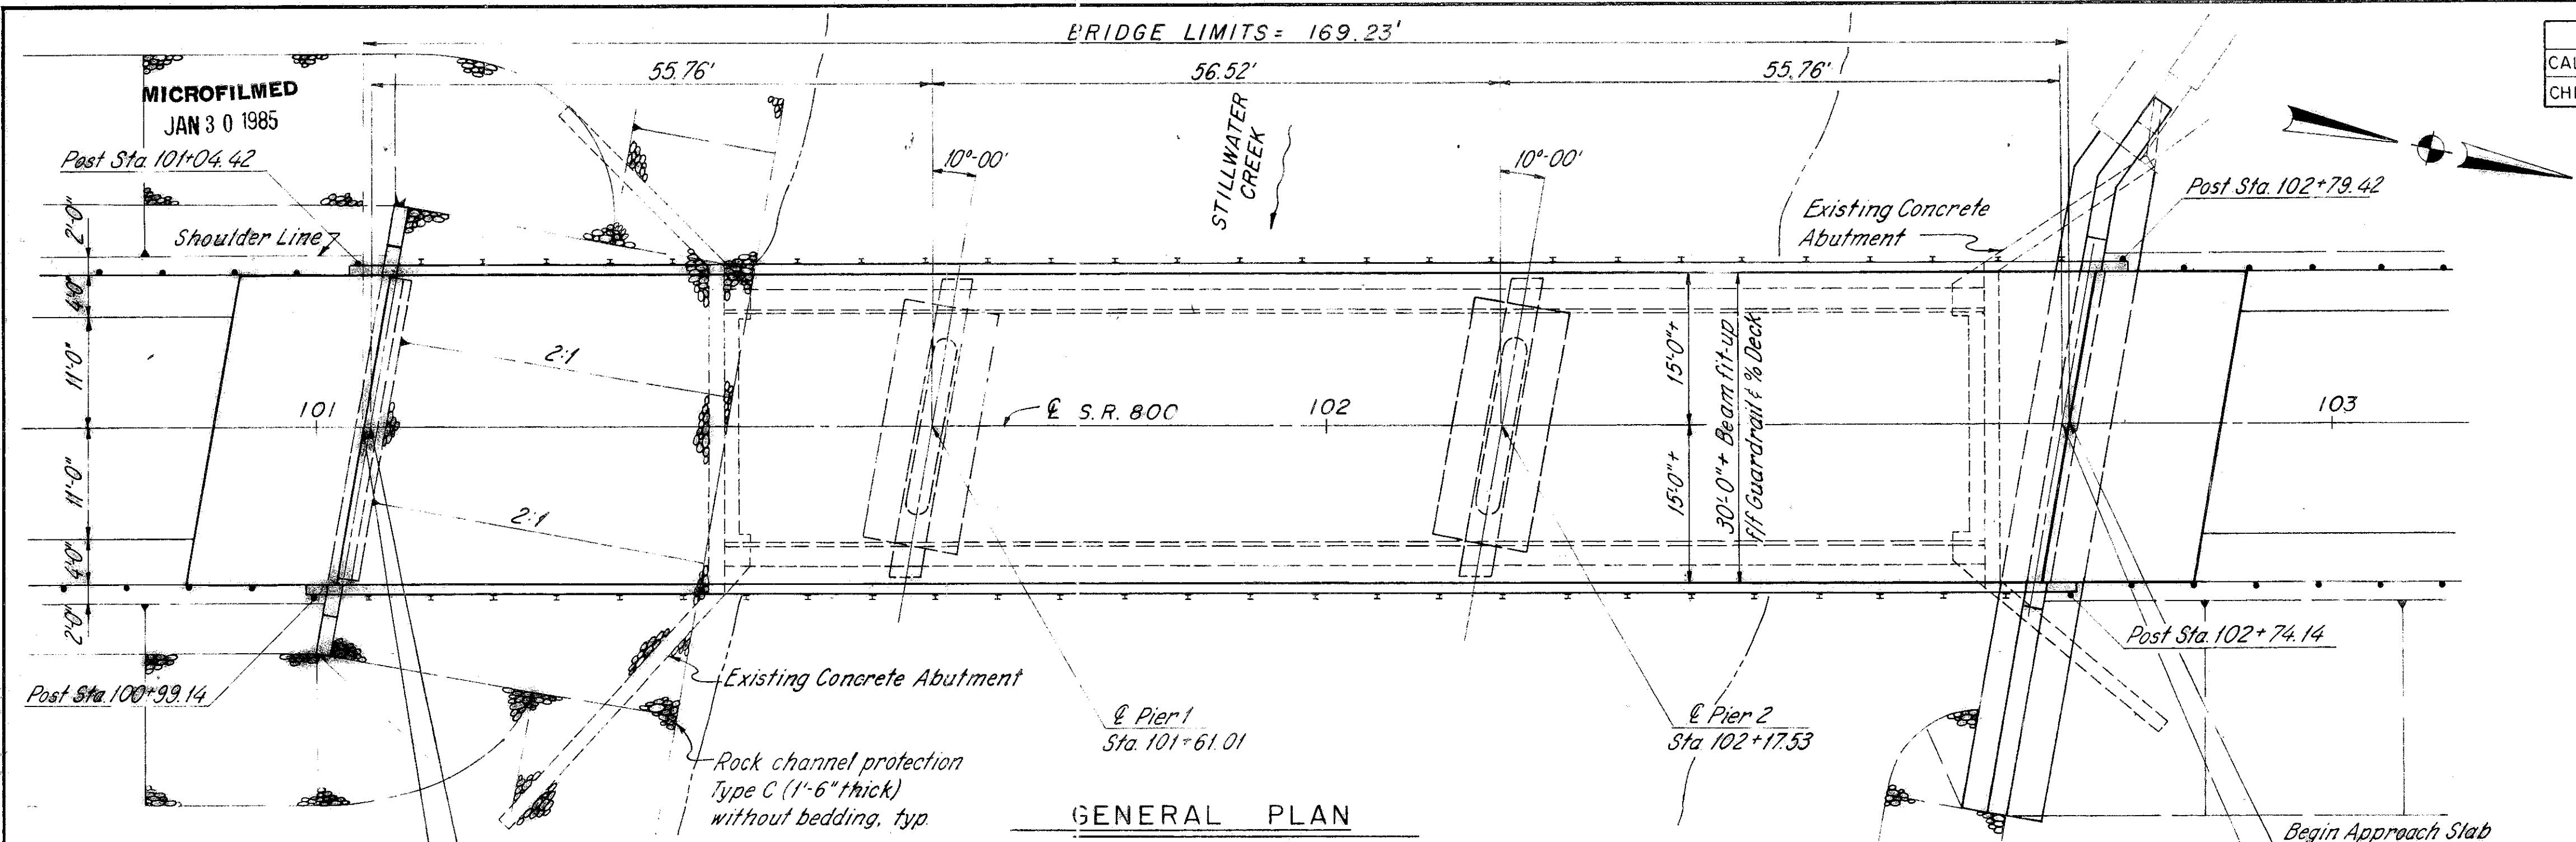 BRIDGE LIMITS = 169.23'
CAL
CHE
55.76'
56.52'
55.76'
MICROFILMED
JAN 30 1985
STILLWATER
CREEK
Post Sta. 101+04.42
10°-00'
10°-00'
Post Sta. 102+79.42
Existing Concrete
Abutment
2'-0"
Shoulder Line
4'-0"
11'-0"
2:1
15'-0"±
30'-0"± Beam fit-up
f/f Guardrail & % Deck
101
℄ S.R. 800
102
103
11'-0"
2:1
15'-0"±
4'-0"
2'-0"
Post Sta. 102+74.14
Post Sta. 100+99.14
Existing Concrete Abutment
℄ Pier 1
Sta. 101+61.01
℄ Pier 2
Sta. 102+17.53
Rock channel protection
Type C (1'-6" thick)
without bedding, typ.
GENERAL PLAN
Begin Approach Slab